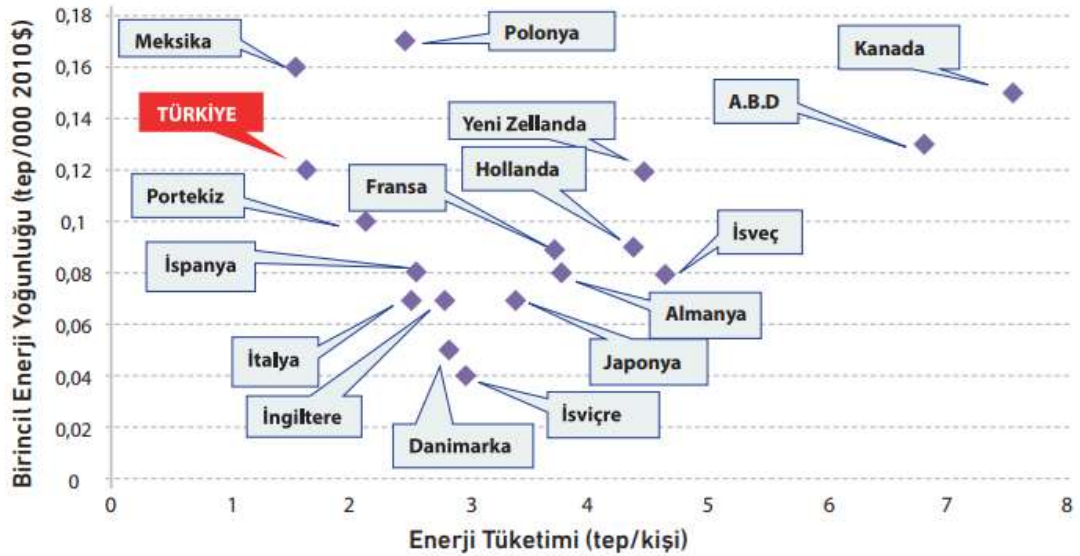 Birincil Enerji Yoğunluğu (tep/000 2010$)
0,18
0,16
0,14
0,12
0,1
0,08
0,06
0,04
0,02
0
Meksika
Polonya
Kanada
TÜRKİYE
A.B.D
Yeni Zellanda
Hollanda
Fransa
Portekiz
İsveç
İspanya
Almanya
İtalya
Japonya
İngiltere
İsviçre
Danimarka
0 1 2 3 4 5 6 7 8
Enerji Tüketimi (tep/kişi)